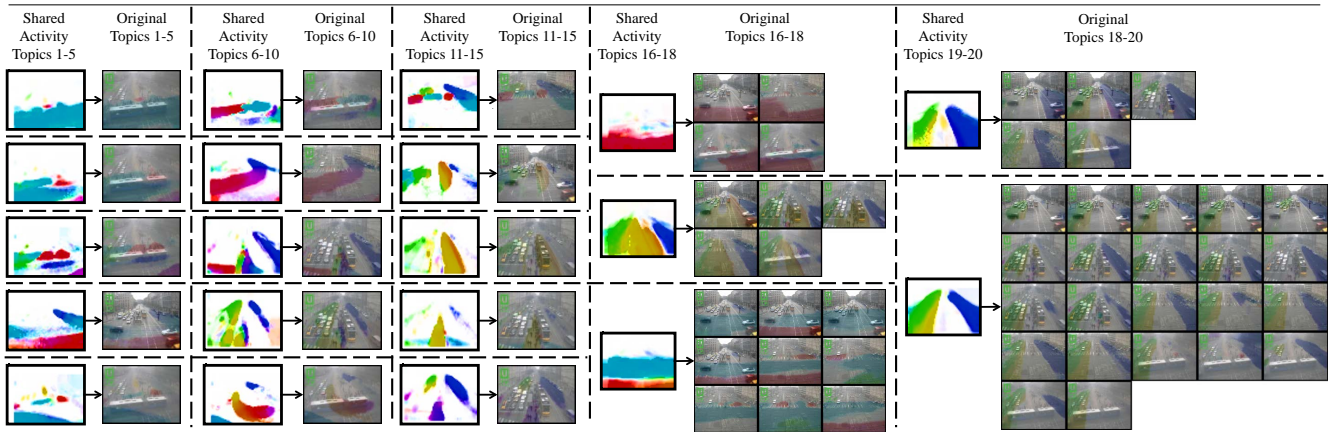 Shared
Activity
Topics 1-5
Original
Topics 1-5
Shared
Activity
Topics 6-10
Original
Topics 6-10
Shared
Activity
Topics 11-15
Original
Topics 11-15
Shared
Activity
Topics 16-18
Original
Topics 16-18
Shared
Activity
Topics 19-20
Original
Topics 18-20